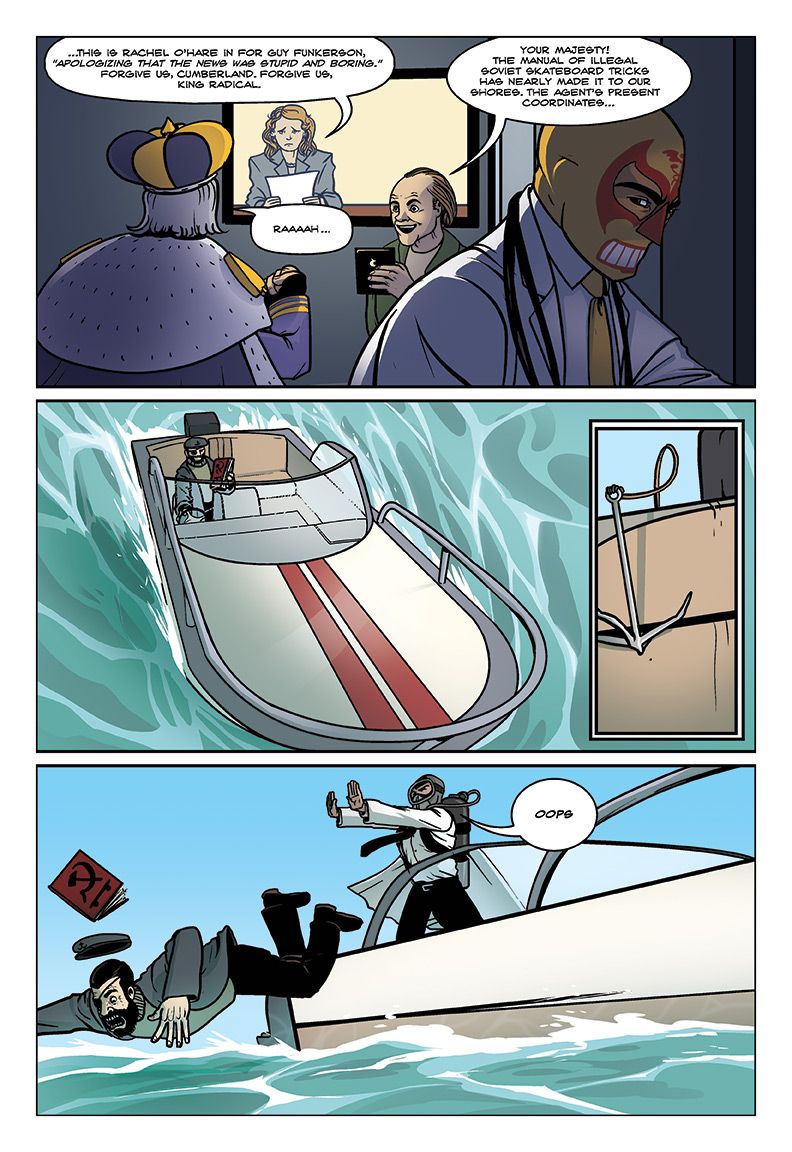 ...THIS IS RACHEL O'HARE IN FOR GUY FUNKERSON,
"APOLOGIZING THAT THE NEWS WAS STUPID AND BORING."
FORGIVE US, CUMBERLAND. FORGIVE US,
KING RADICAL.
YOUR MAJESTY!
THE MANUAL OF ILLEGAL
SOVIET SKATEBOARD TRICKS
HAS NEARLY MADE IT TO OUR
SHORES. THE AGENT'S PRESENT
COORDINATES...
RAAAAH...
OOPS